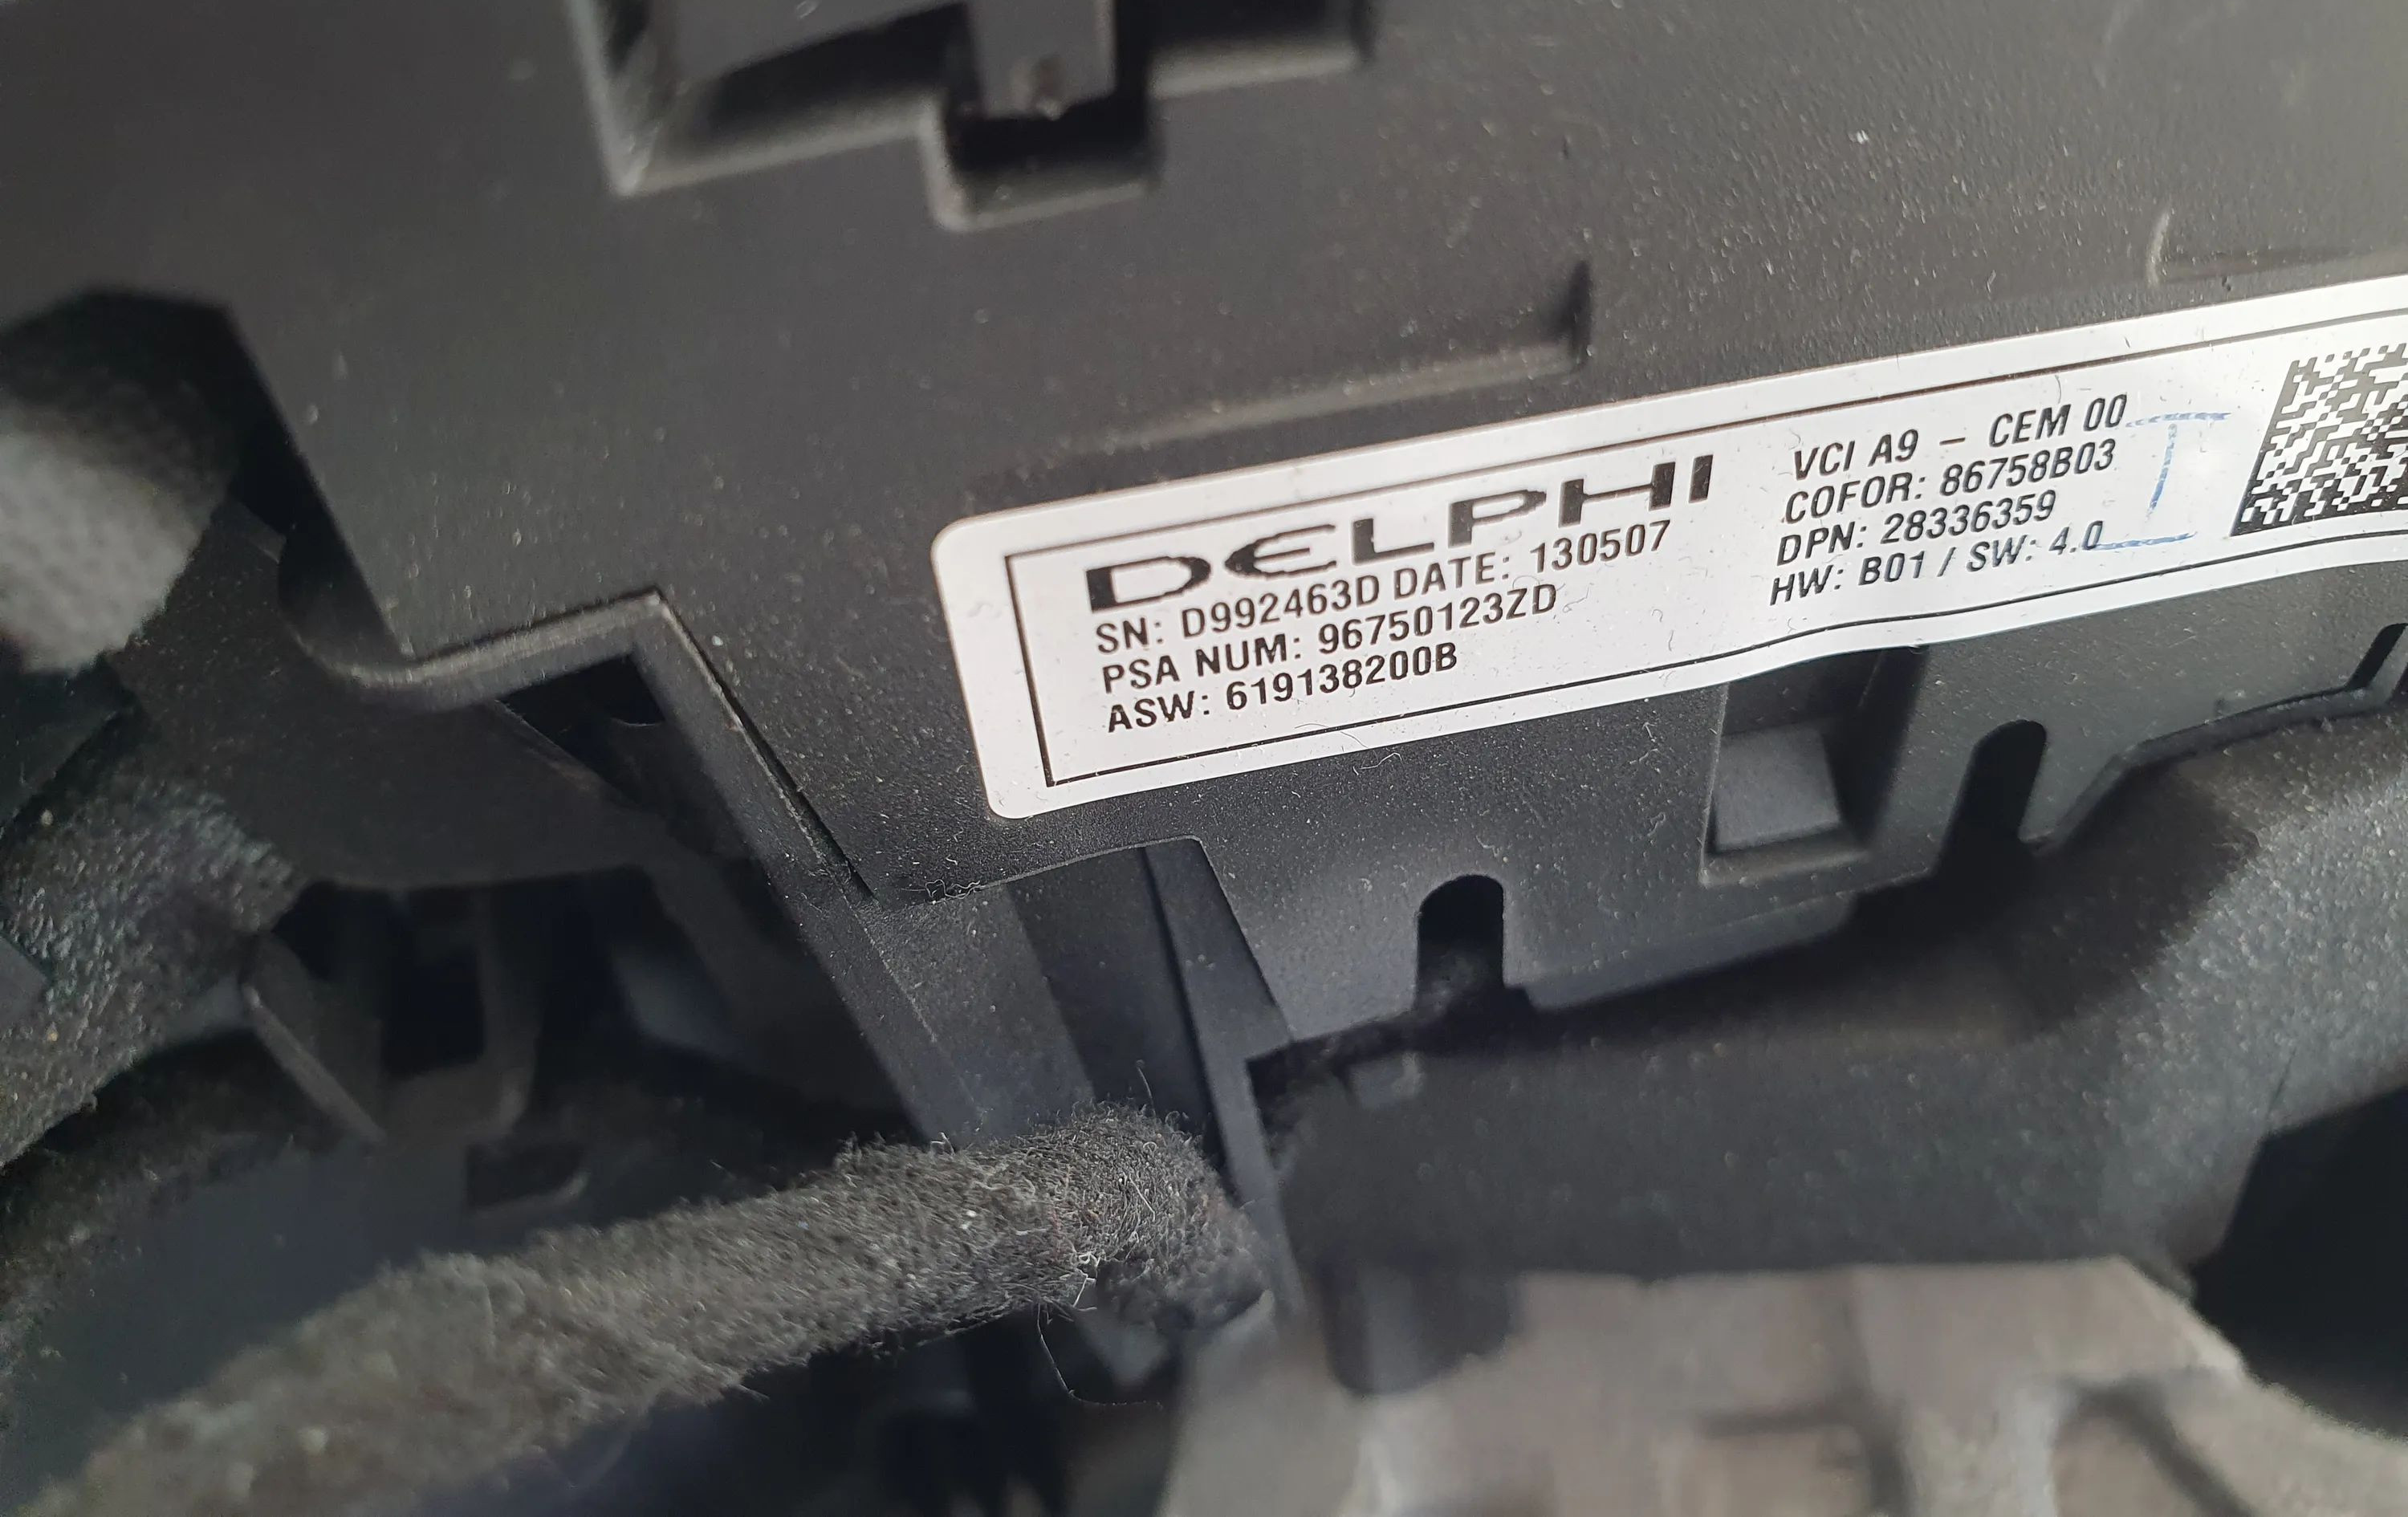 DELPHI
SN: D992463D DATE: 130507
PSA NUM: 96750123ZD
ASW: 619138200B
VCI A9 - CEM 00
COFOR: 86758B03
DPN: 28336359
HW: B01 / SW: 4.0